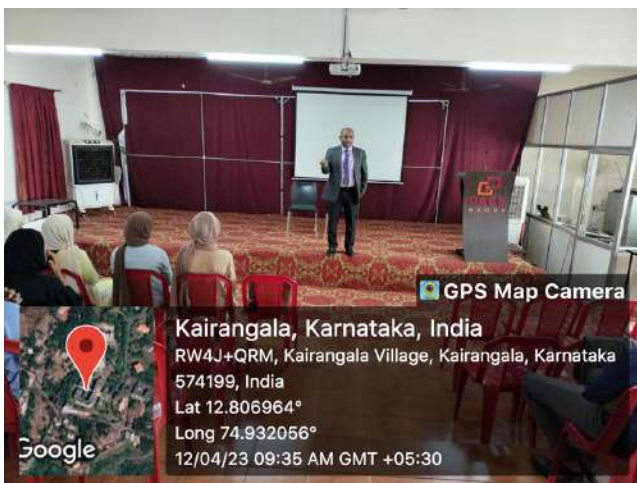 GROUP
GPS Map Camera
Kairangala, Karnataka, India
RW4J+QRM, Kairangala Village, Kairangala, Karnataka
574199, India
Lat 12.806964°
Long 74.932056°
12/04/23 09:35 AM GMT +05:30
Google